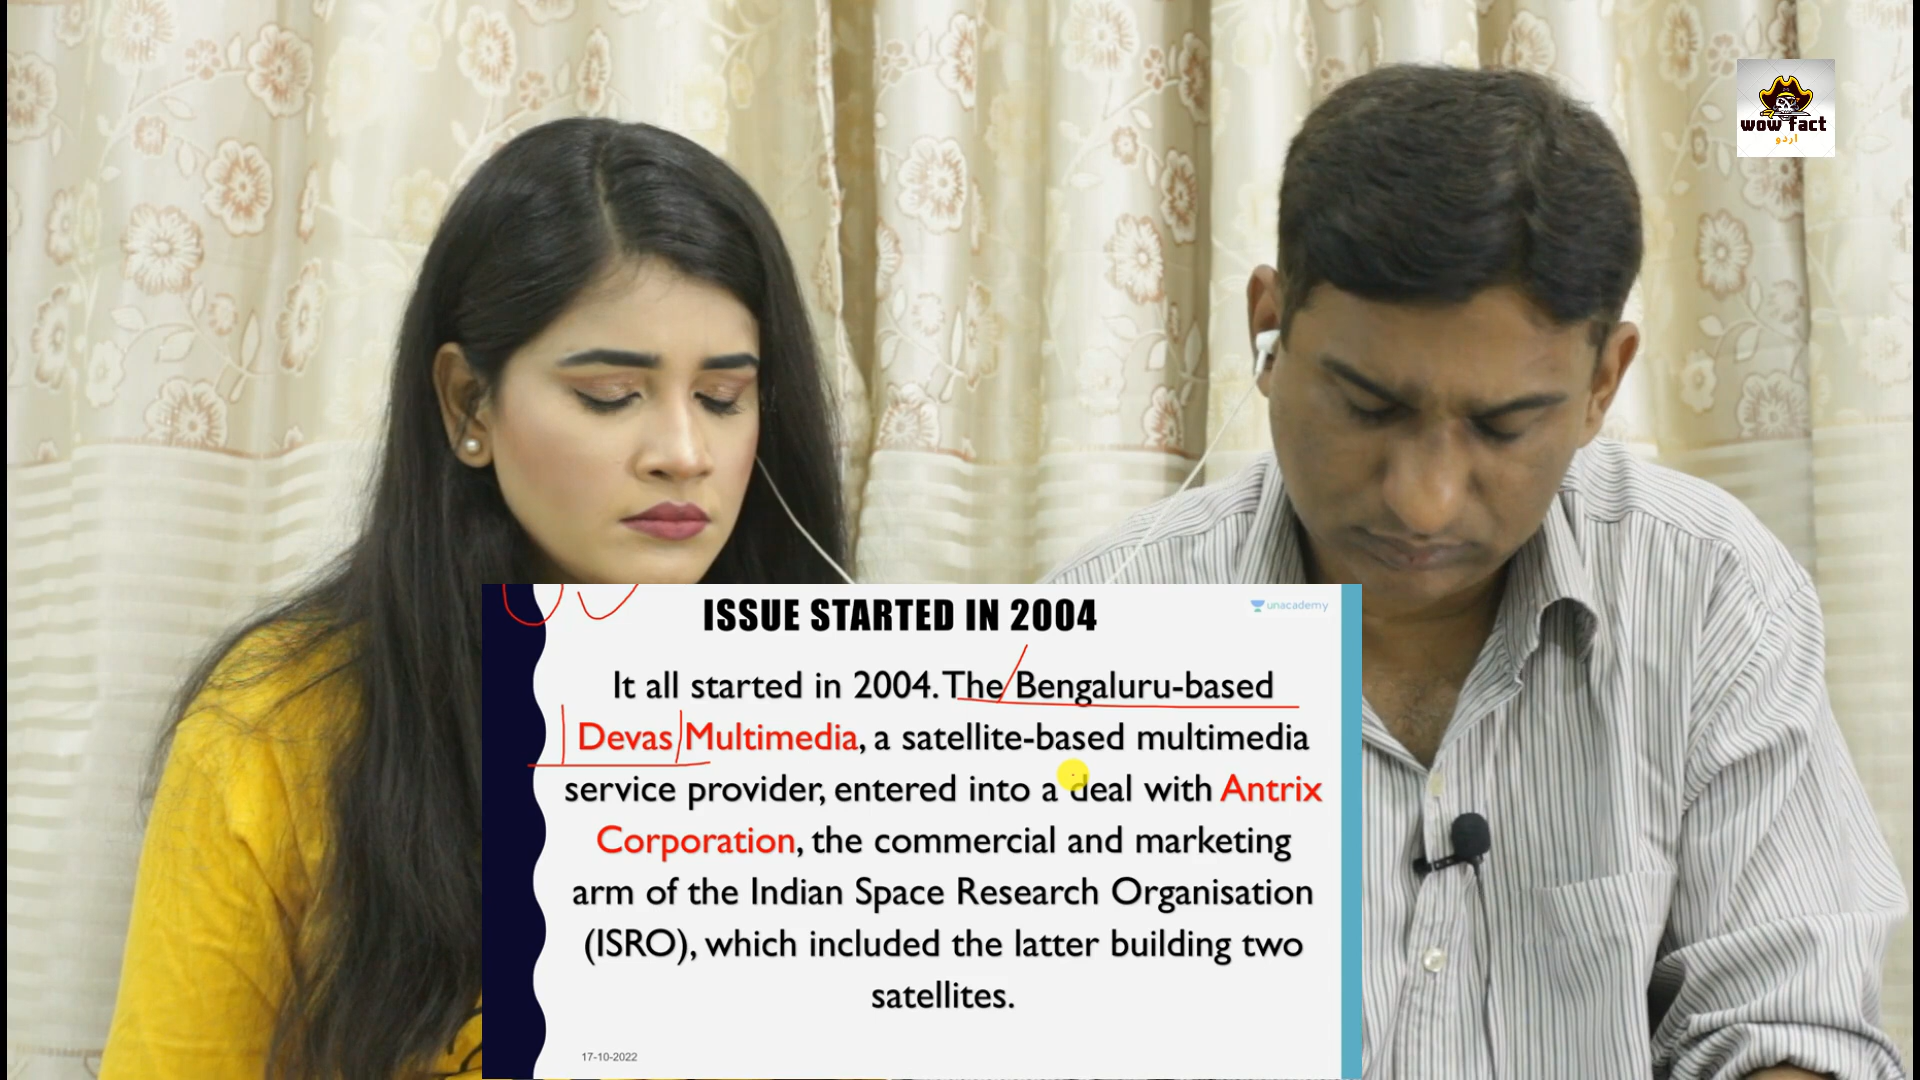 wow fact
اردو
ISSUE STARTED IN 2004
unacademy
It all started in 2004. The Bengaluru-based
Devas Multimedia, a satellite-based multimedia
service provider, entered into a deal with Antrix
Corporation, the commercial and marketing
arm of the Indian Space Research Organisation
(ISRO), which included the latter building two
satellites.
17-10-2022